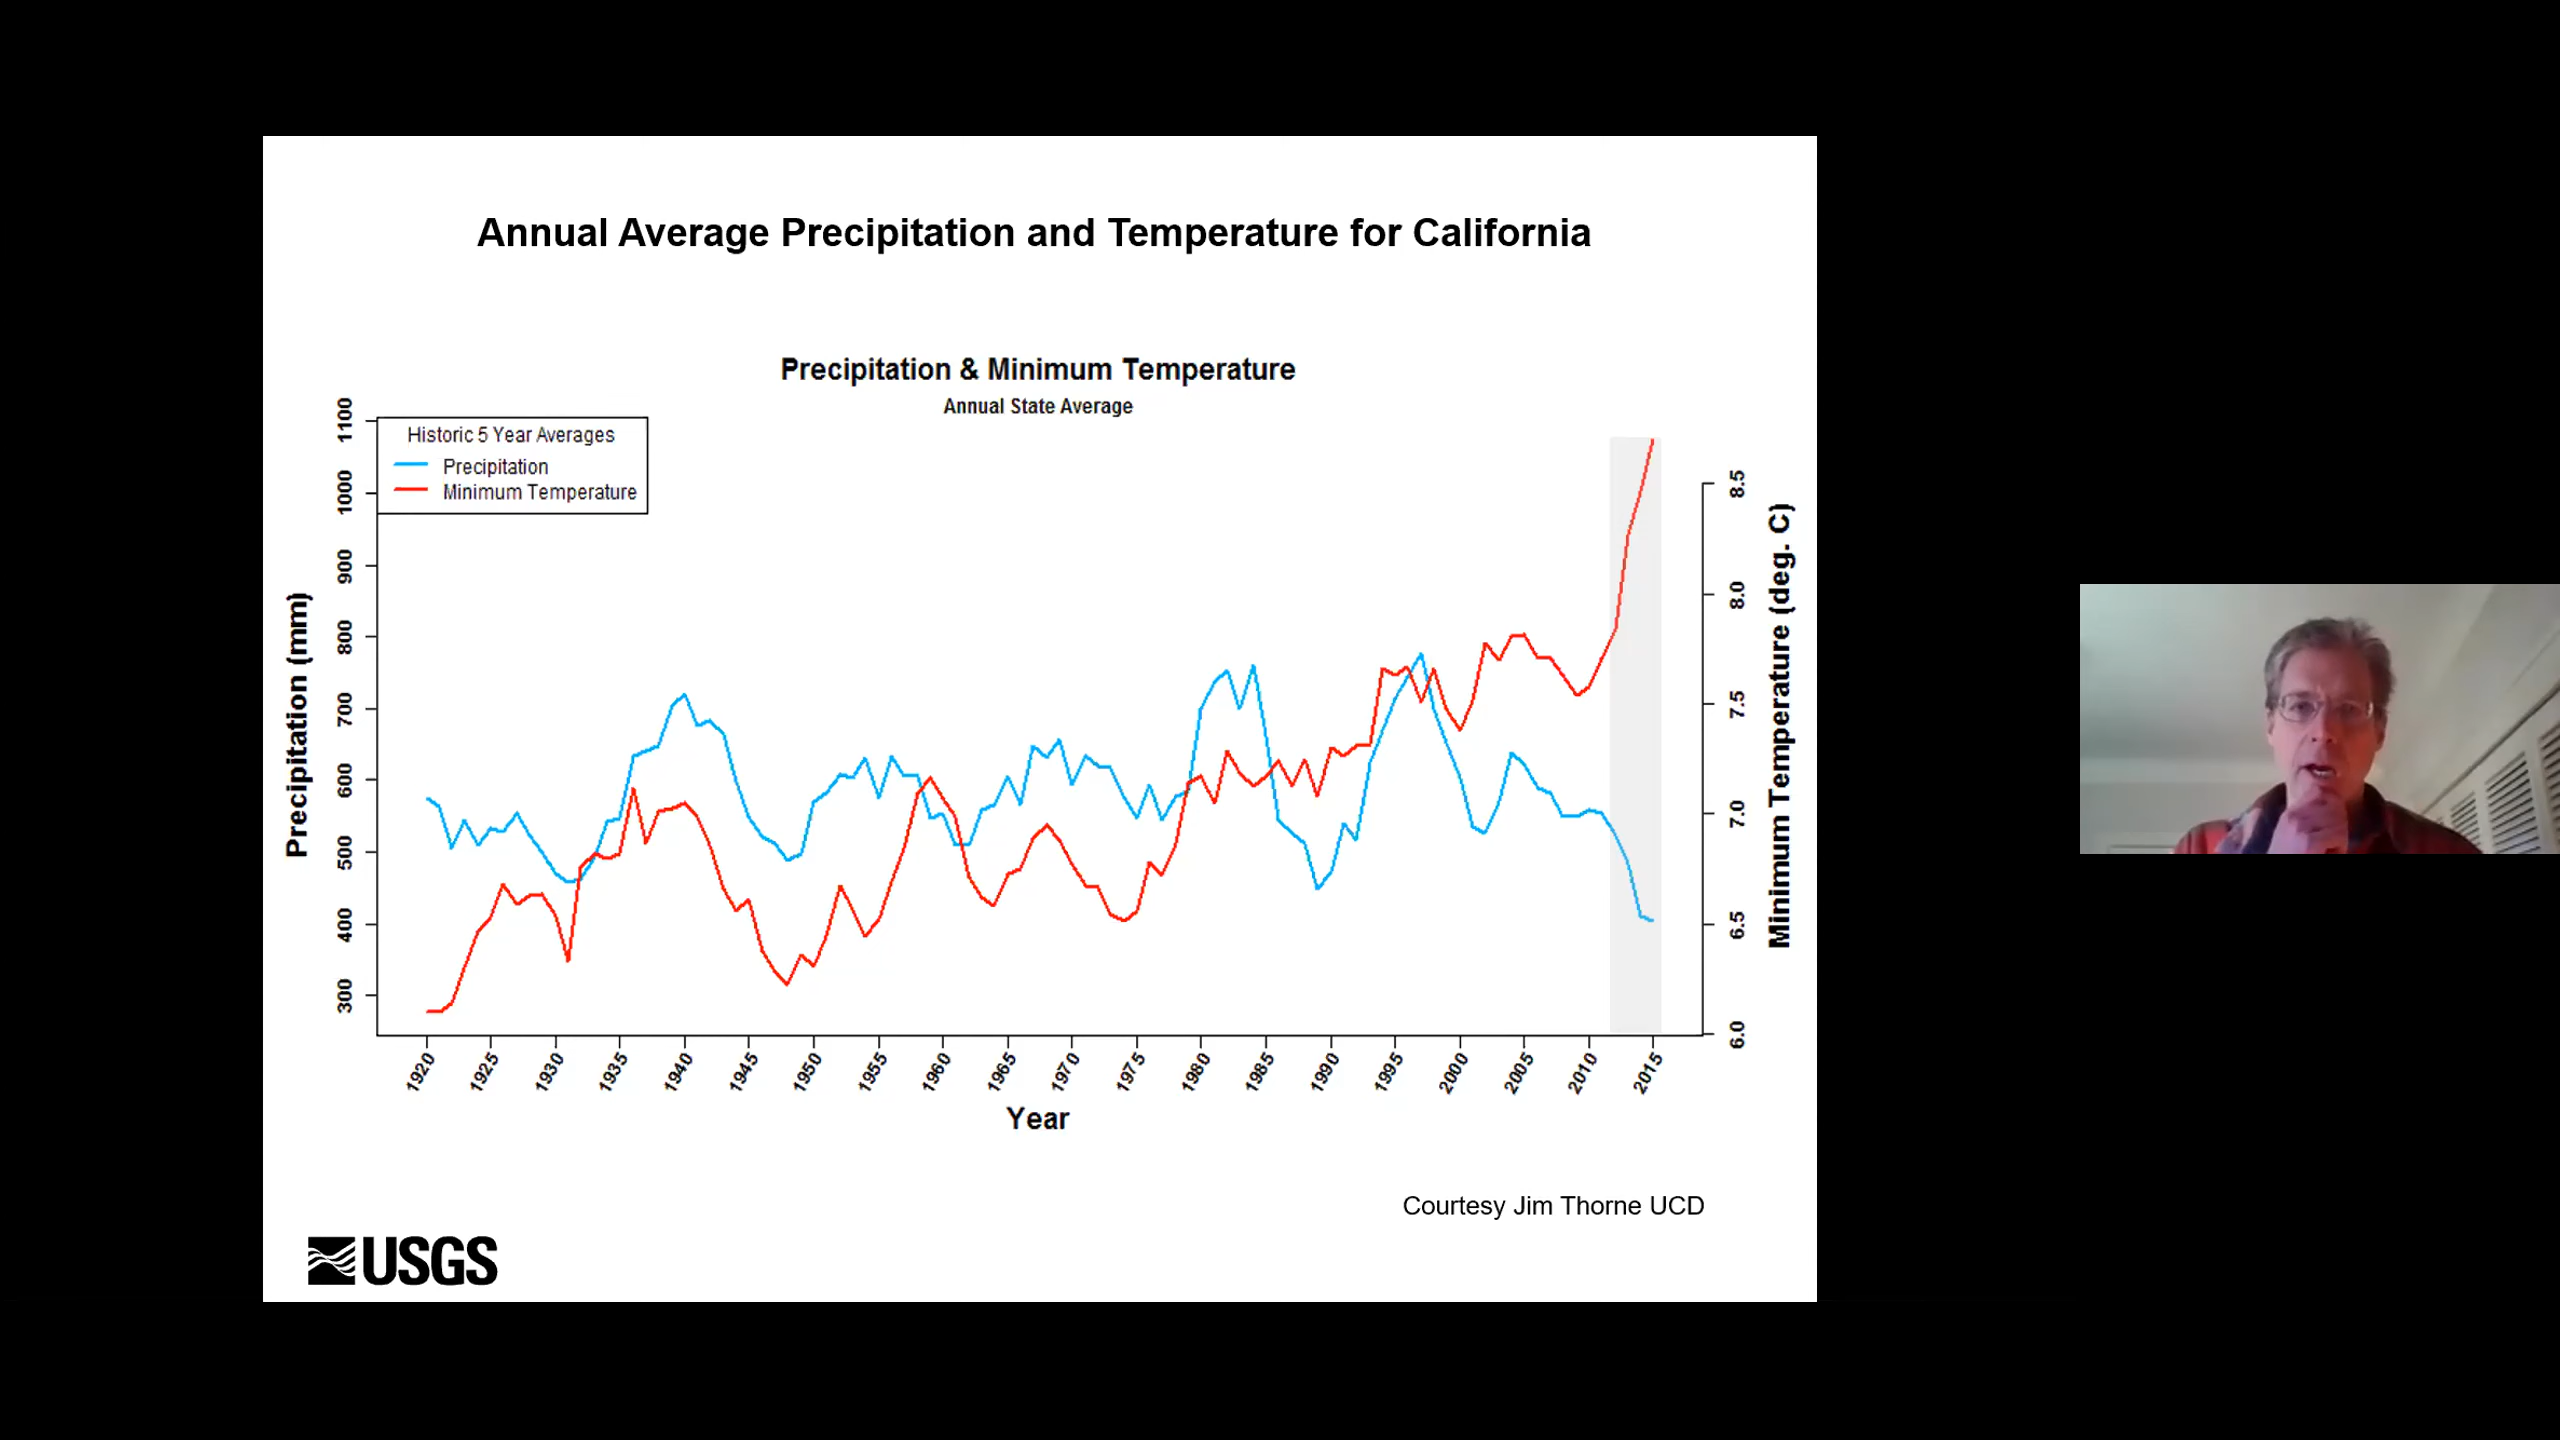 Annual Average Precipitation and Temperature for California
Precipitation & Minimum Temperature
Annual State Average
Historic 5 Year Averages
Precipitation
Minimum Temperature
Precipitation (mm)
1100
1000
900
800
700
600
500
400
300
8.5
8.0
7.5
7.0
6.5
6.0
Minimum Temperature (deg. C)
1920 1925 1930 1935 1940 1945 1950 1955 1960 1965 1970 1975 1980 1985 1990 1995 2000 2005 2010 2015
Year
Courtesy Jim Thorne UCD
USGS